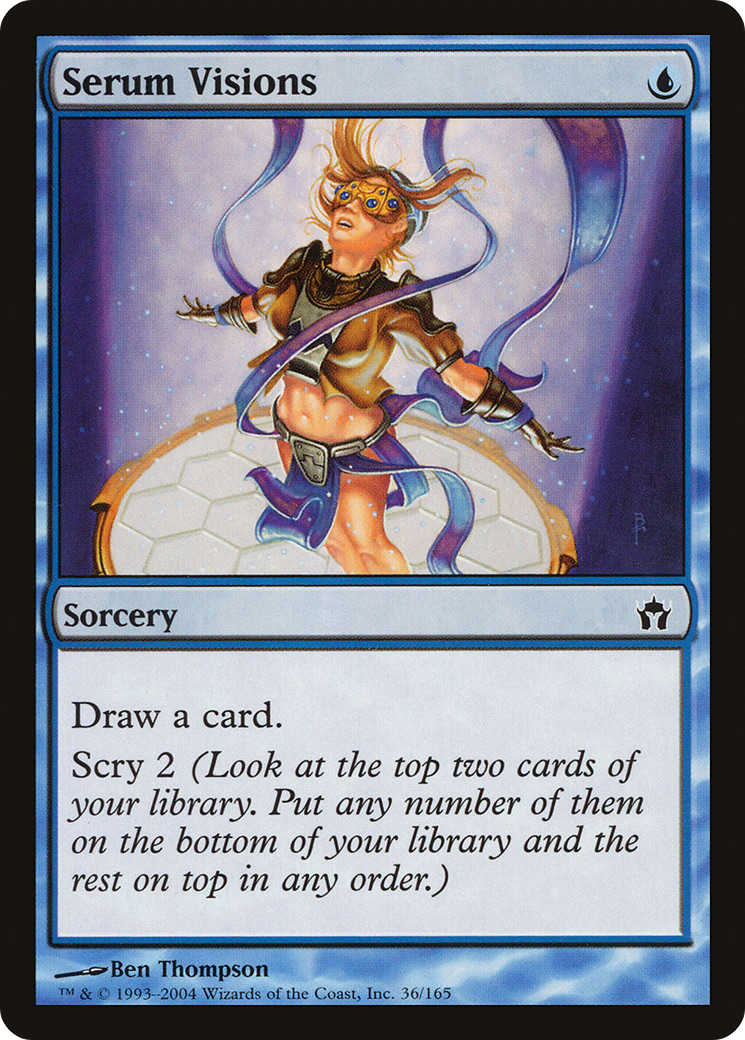 Serum Visions
Sorcery
Draw a card.
Scry 2 (Look at the top two cards of
your library. Put any number of them
on the bottom of your library and the
rest on top in any order.)
Ben Thompson
™ & © 1993–2004 Wizards of the Coast, Inc. 36/165